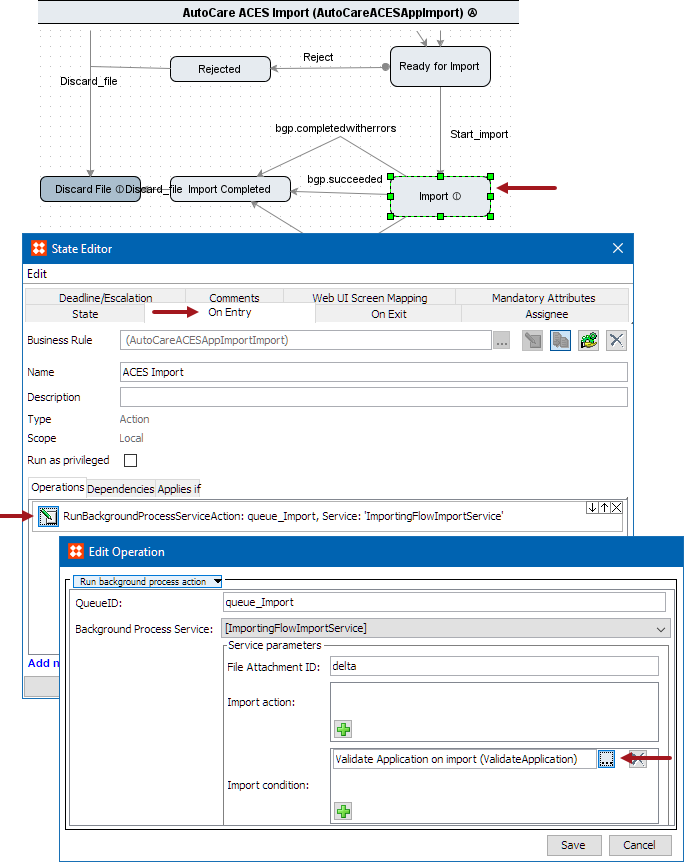 AutoCare ACES Import (AutoCareACESAppImport)
Rejected
Reject
Ready for Import
Discard_file
bgp.completedwitherrors
Start_import
bgp.succeeded
Discard File
Discard_file
Import Completed
Import
State Editor
Edit
Deadline/Escalation
Comments
Web UI Screen Mapping
Mandatory Attributes
State
On Entry
On Exit
Assignee
Business Rule
(AutoCareACESAppImportImport)
...
Name
ACES Import
Description
Type
Action
Scope
Local
Run as privileged
Operations
Dependencies
Applies if
RunBackgroundProcessServiceAction: queue_Import, Service: 'ImportingFlowImportService'
Edit Operation
Run background process action
QueueID:
queue_Import
Background Process Service:
[ImportingFlowImportService]
Service parameters
File Attachment ID:
delta
Import action:
Validate Application on import (ValidateApplication)
...
Import condition:
Add n
Save
Cancel